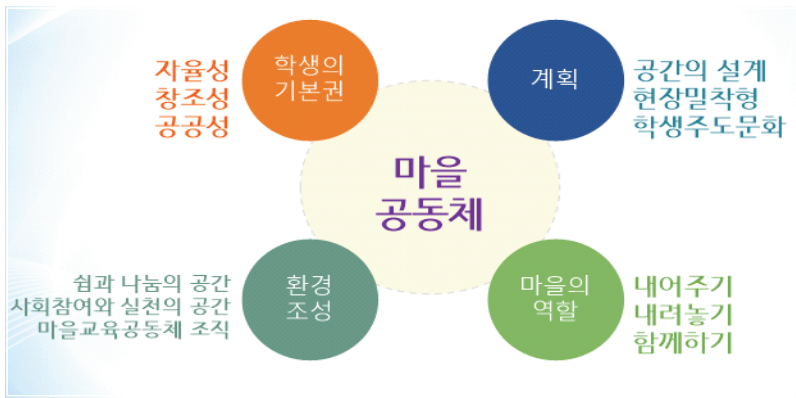 자율성
창조성
공공성
학생의
기본권
계획
공간의 설계
현장밀착형
학생주도문화
마을
공동체
쉼과 나눔의 공간
사회참여와 실천의 공간
마을교육공동체 조직
환경
조성
마을의
역할
내어주기
내려놓기
함께하기